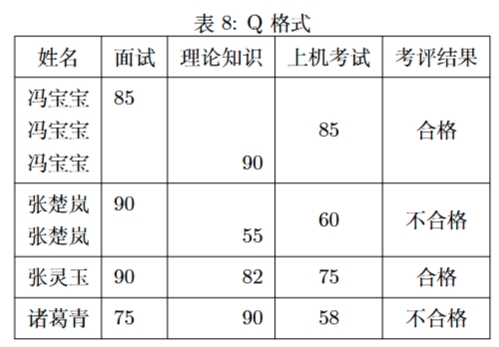 表 8: Q 格式
姓名 面试 理论知识 上机考试 考评结果
冯宝宝 85
冯宝宝 85 合格
冯宝宝 90
张楚岚 90 60 不合格
张楚岚 55
张灵玉 90 82 75 合格
诸葛青 75 90 58 不合格